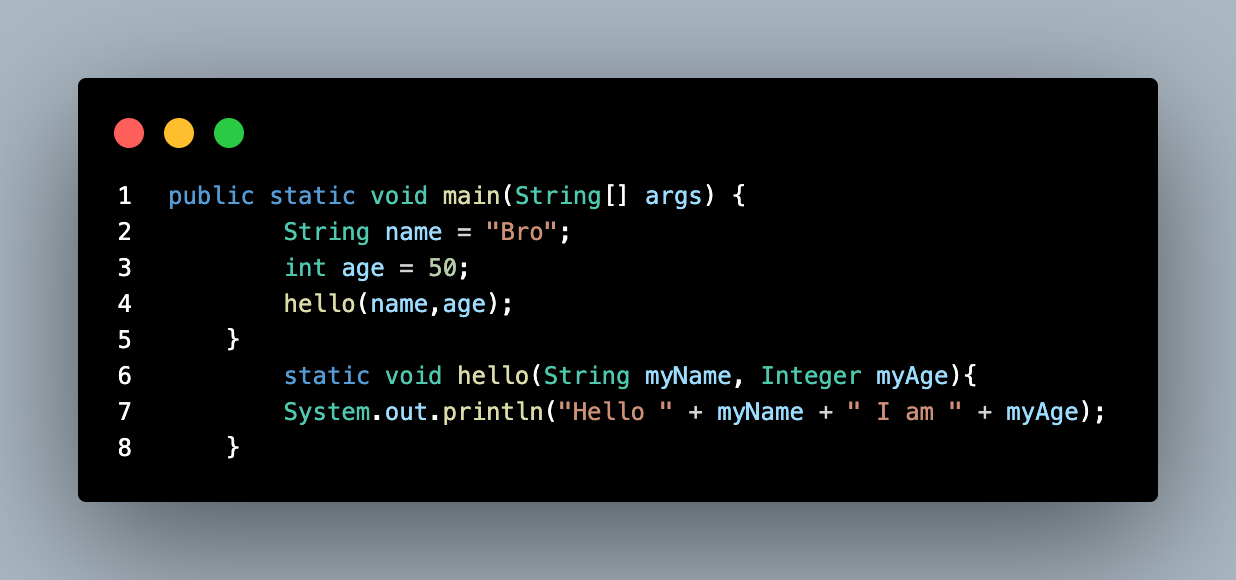 1 public static void main(String[] args) {
2 String name = "Bro";
3 int age = 50;
4 hello(name,age);
5 }
6 static void hello(String myName, Integer myAge){
7 System.out.println("Hello " + myName + " I am " + myAge);
8 }